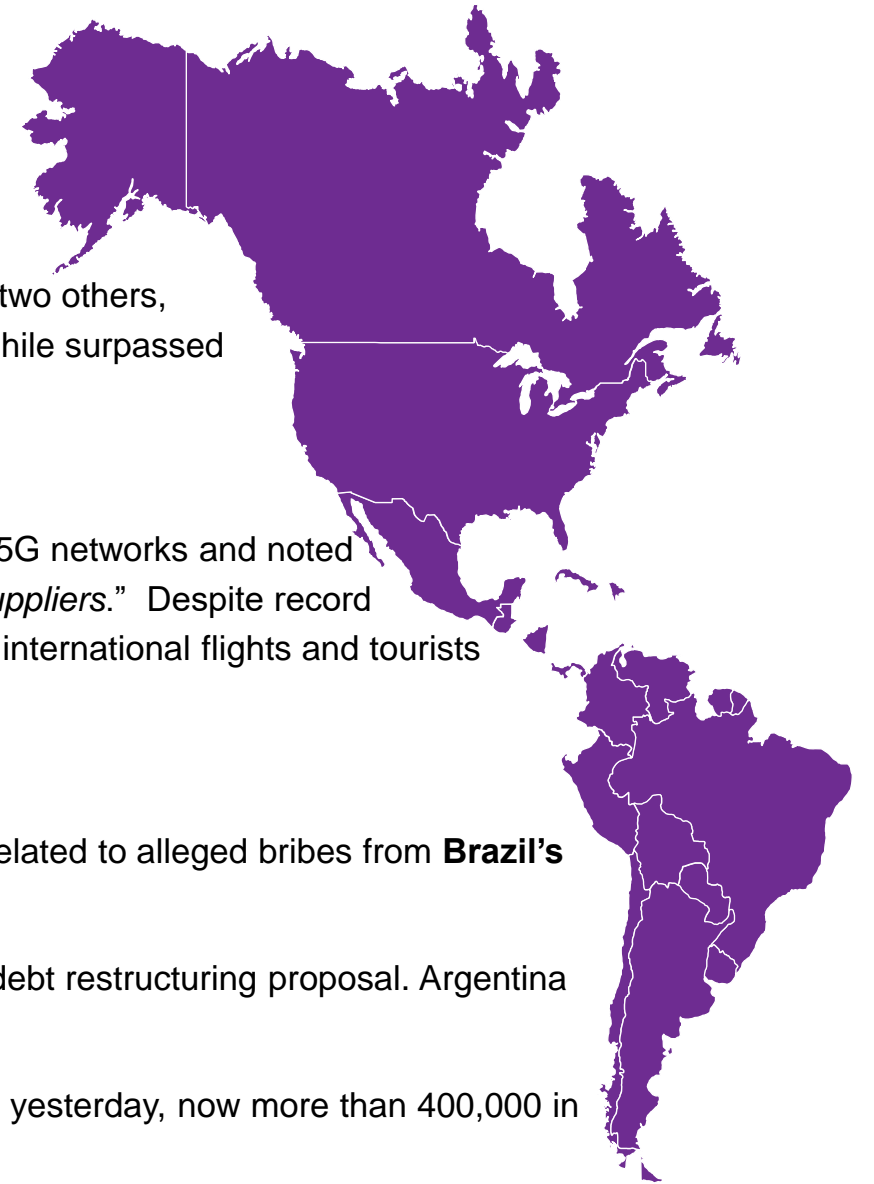 two others,
hile surpassed
5G networks and noted
uppliers.” Despite record
international flights and tourists
elated to alleged bribes from Brazil’s
debt restructuring proposal. Argentina
yesterday, now more than 400,000 in